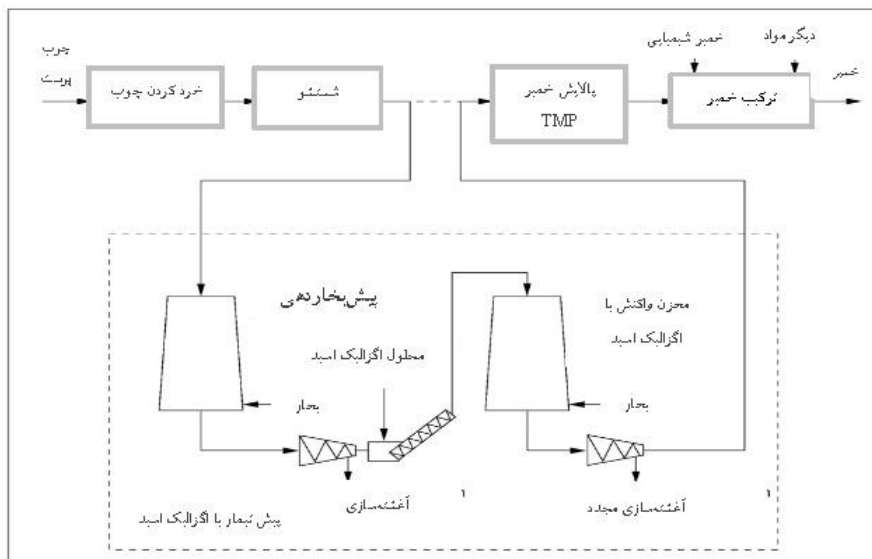 چوب
پوست
خرد کردن چوب
شستشو
پالایش خمیر
TMP
خمیر شیمیایی
دیگر مواد
ترکیب خمیر
خمیر
پیش‌بخاردهی
محلول اگزالیک اسید
بخار
آغشته‌سازی
پیش تیمار با اگزالیک اسید
مخزن واکنش با
اگزالیک اسید
بخار
آغشته‌سازی مجدد